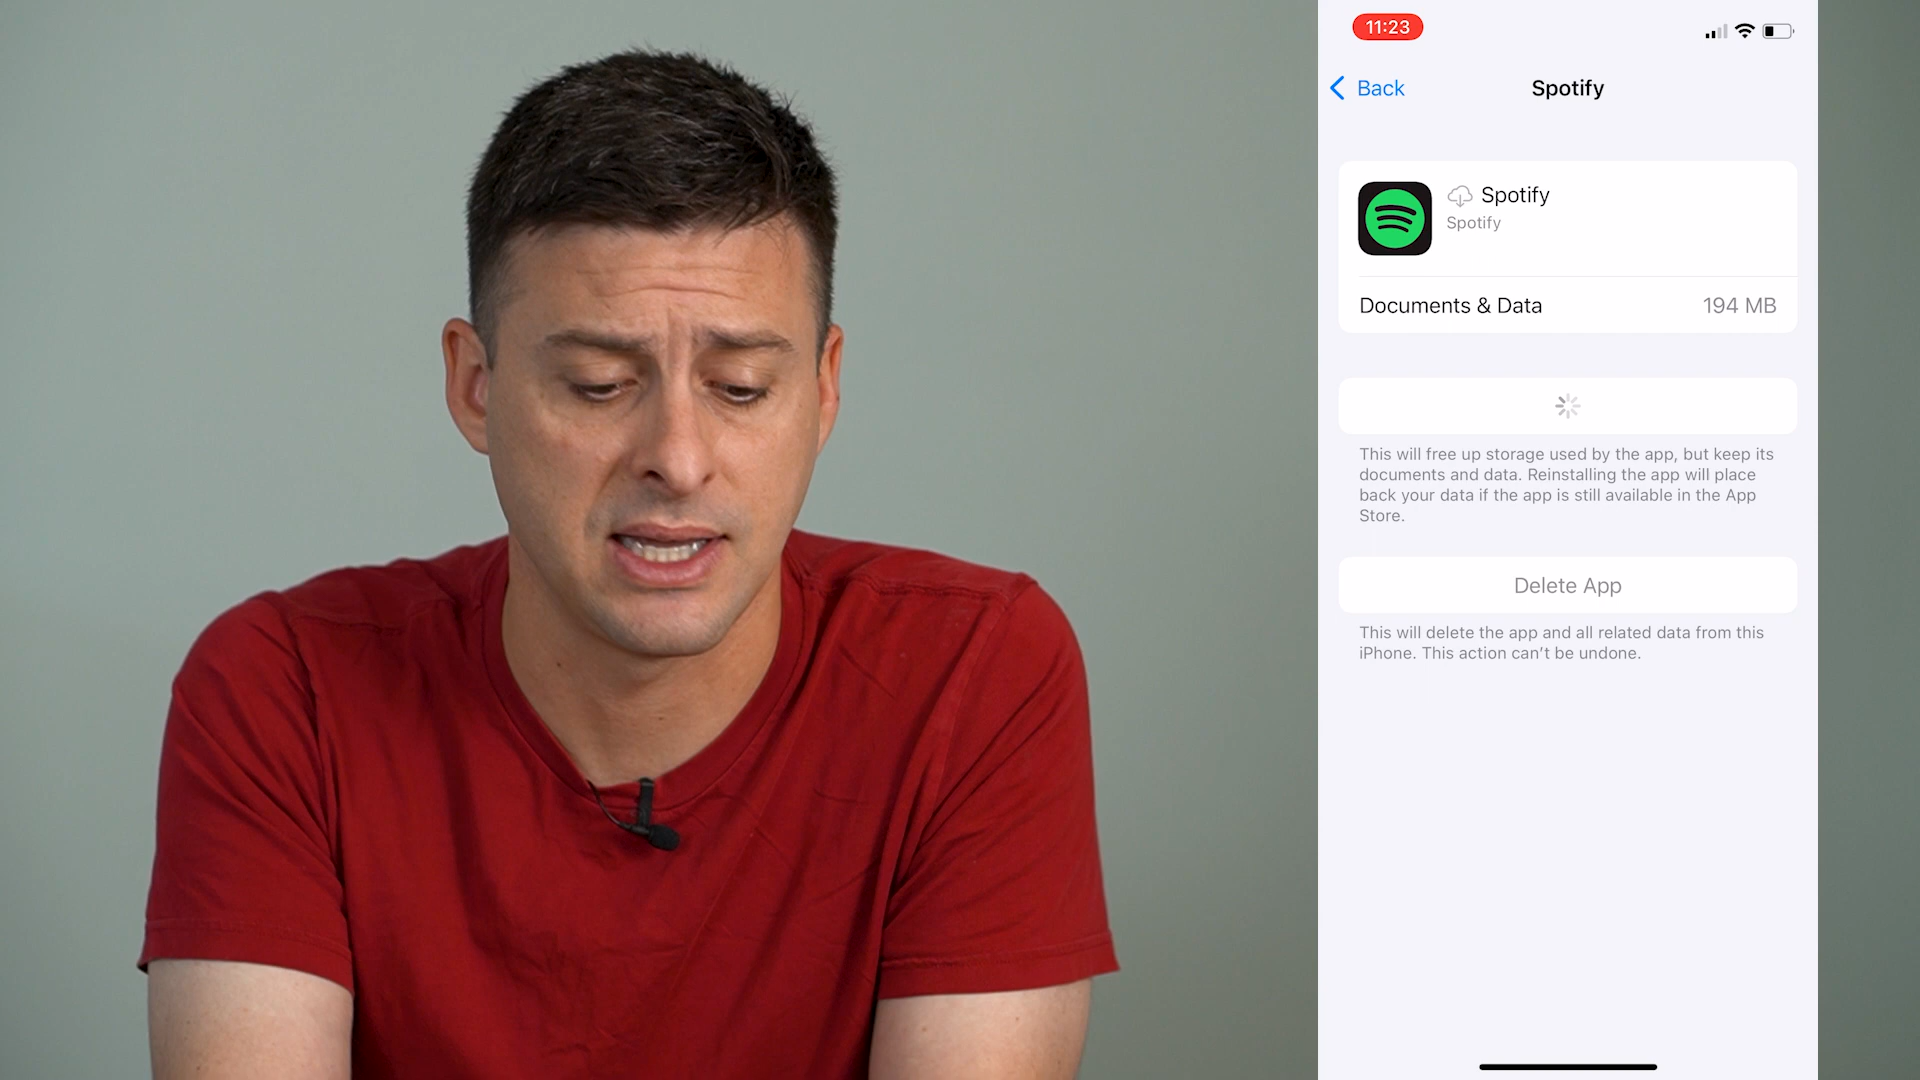 11:23
Back
Spotify
Spotify
Spotify
Documents & Data
194 MB
This will free up storage used by the app, but keep its
documents and data. Reinstalling the app will place
back your data if the app is still available in the App
Store.
Delete App
This will delete the app and all related data from this
iPhone. This action can’t be undone.